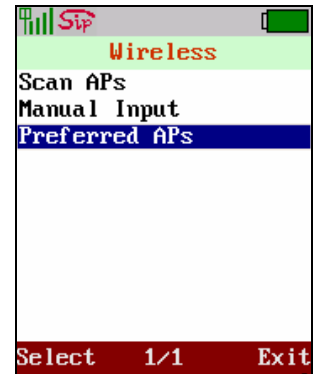 Sip
Wireless
Scan APs
Manual Input
Preferred APs
Select 1/1 Exit